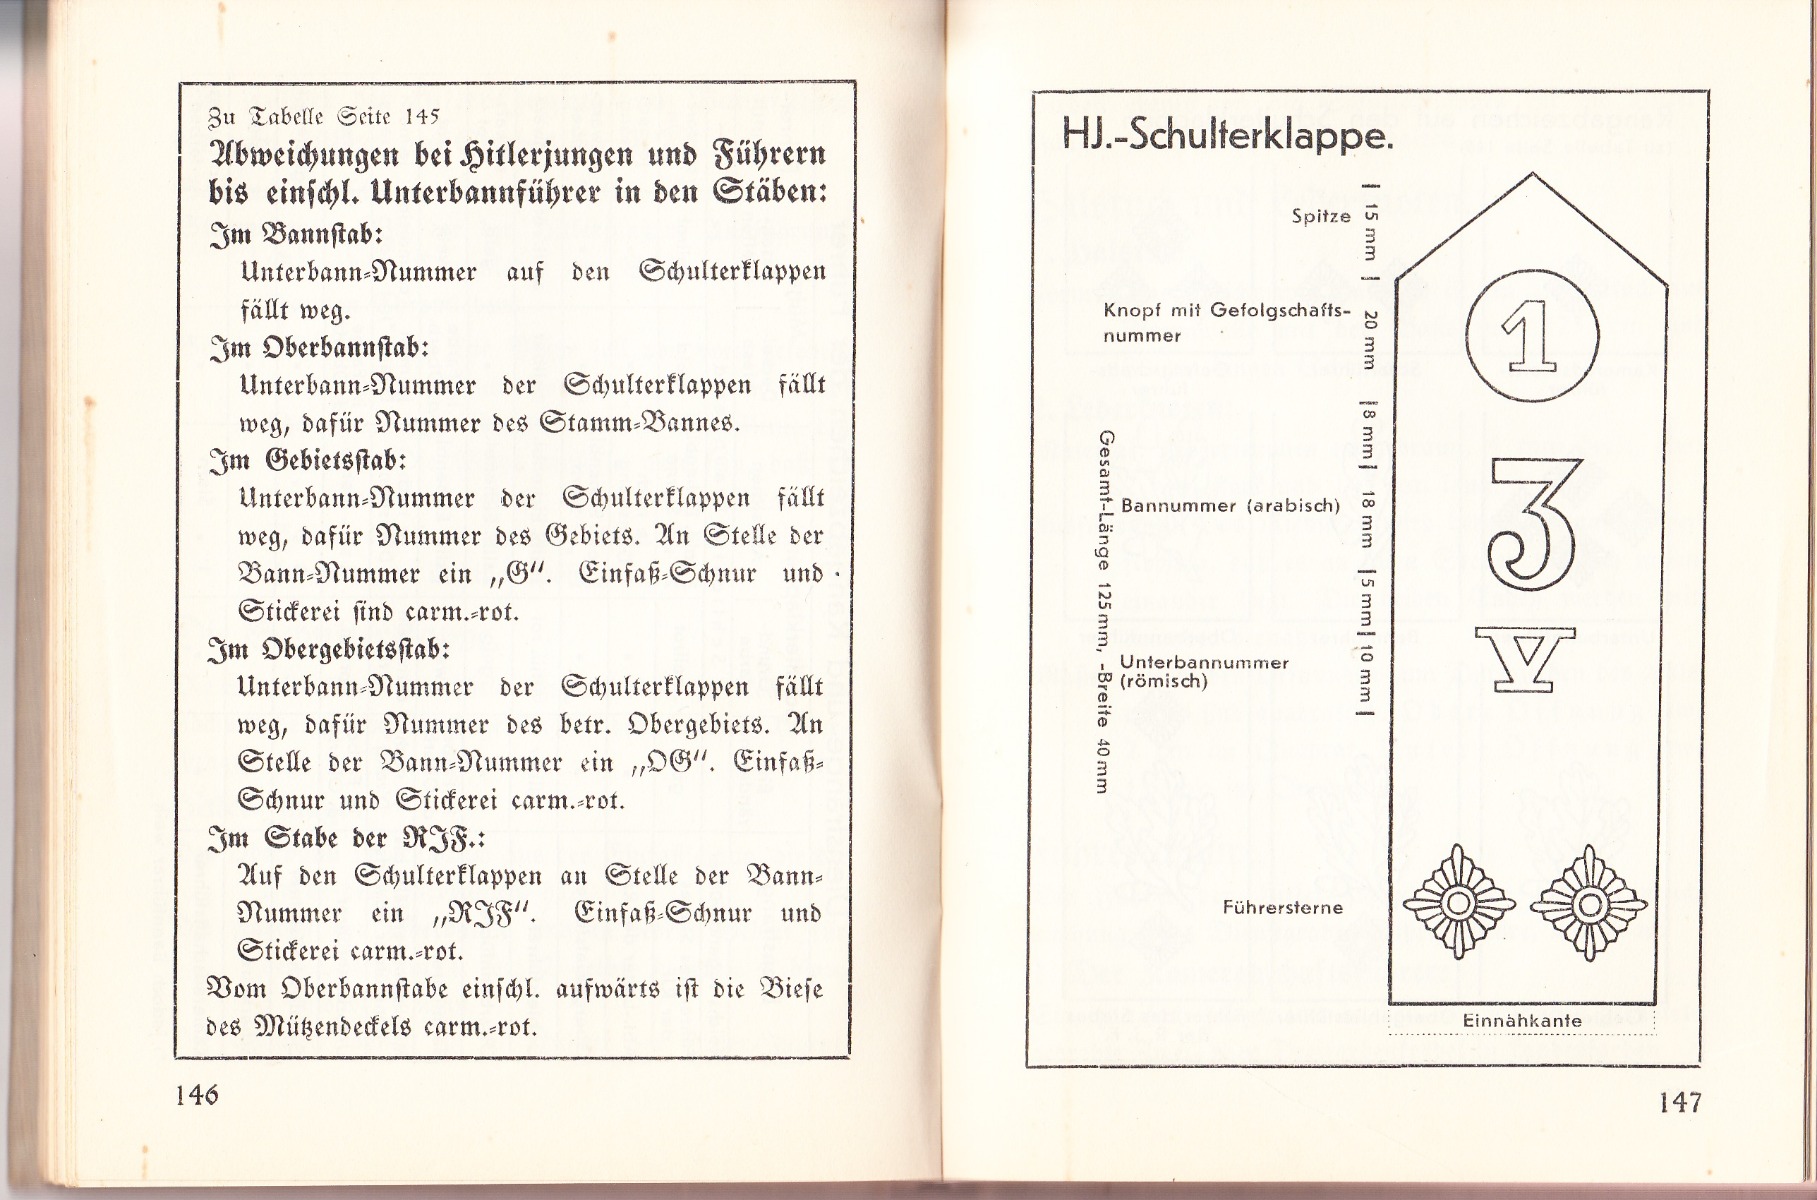 Zu Tabelle Seite 145
Abweichungen bei Hitlerjungen und Führern
bis einschl. Unterbannführer in den Stäben:
Im Bannstab:
Unterbann-Nummer auf den Schulterklappen
fällt weg.
Im Oberbannstab:
Unterbann-Nummer der Schulterklappen fällt
weg, dafür Nummer des Stamm-Bannes.
Im Gebietsstab:
Unterbann-Nummer der Schulterklappen fällt
weg, dafür Nummer des Gebiets. An Stelle der
Bann-Nummer ein „G“. Einfaß-Schnur und
Stickerei sind carm.-rot.
Im Obergebietsstab:
Unterbann-Nummer der Schulterklappen fällt
weg, dafür Nummer des betr. Obergebiets. An
Stelle der Bann-Nummer ein „OG“. Einfaß-
Schnur und Stickerei carm.-rot.
Im Stabe der RJF.:
Auf den Schulterklappen an Stelle der Bann-
Nummer ein „RJF“. Einfaß-Schnur und
Stickerei carm.-rot.
Vom Oberbannstabe einschl. aufwärts ist die Biese
des Mützendeckels carm.-rot.
146
HJ.-Schulterklappe.
Spitze
Knopf mit Gefolgschafts-
nummer
Bannummer (arabisch)
Unterbannummer
(römisch)
Führersterne
Gesamt-Länge 125 mm, -Breite 40 mm
15 mm
20 mm
8 mm
18 mm
5 mm
10 mm
1
3
V
Einnähkante
147